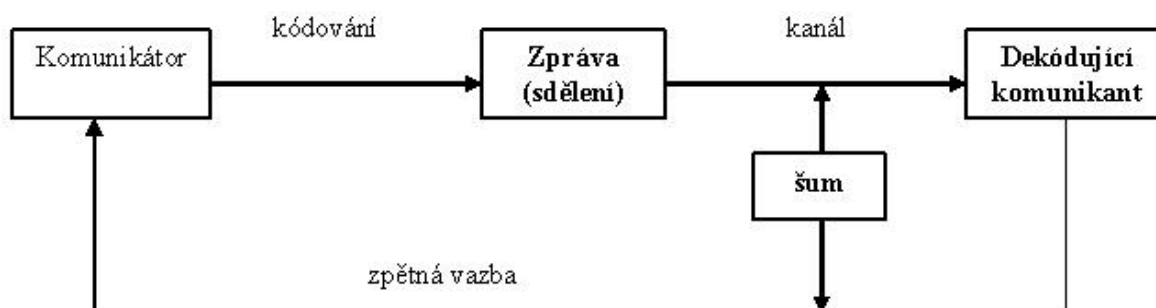 kódování
kanál
Komunikátor
Zpráva
(sdělení)
Dekódující
komunikant
šum
zpětná vazba